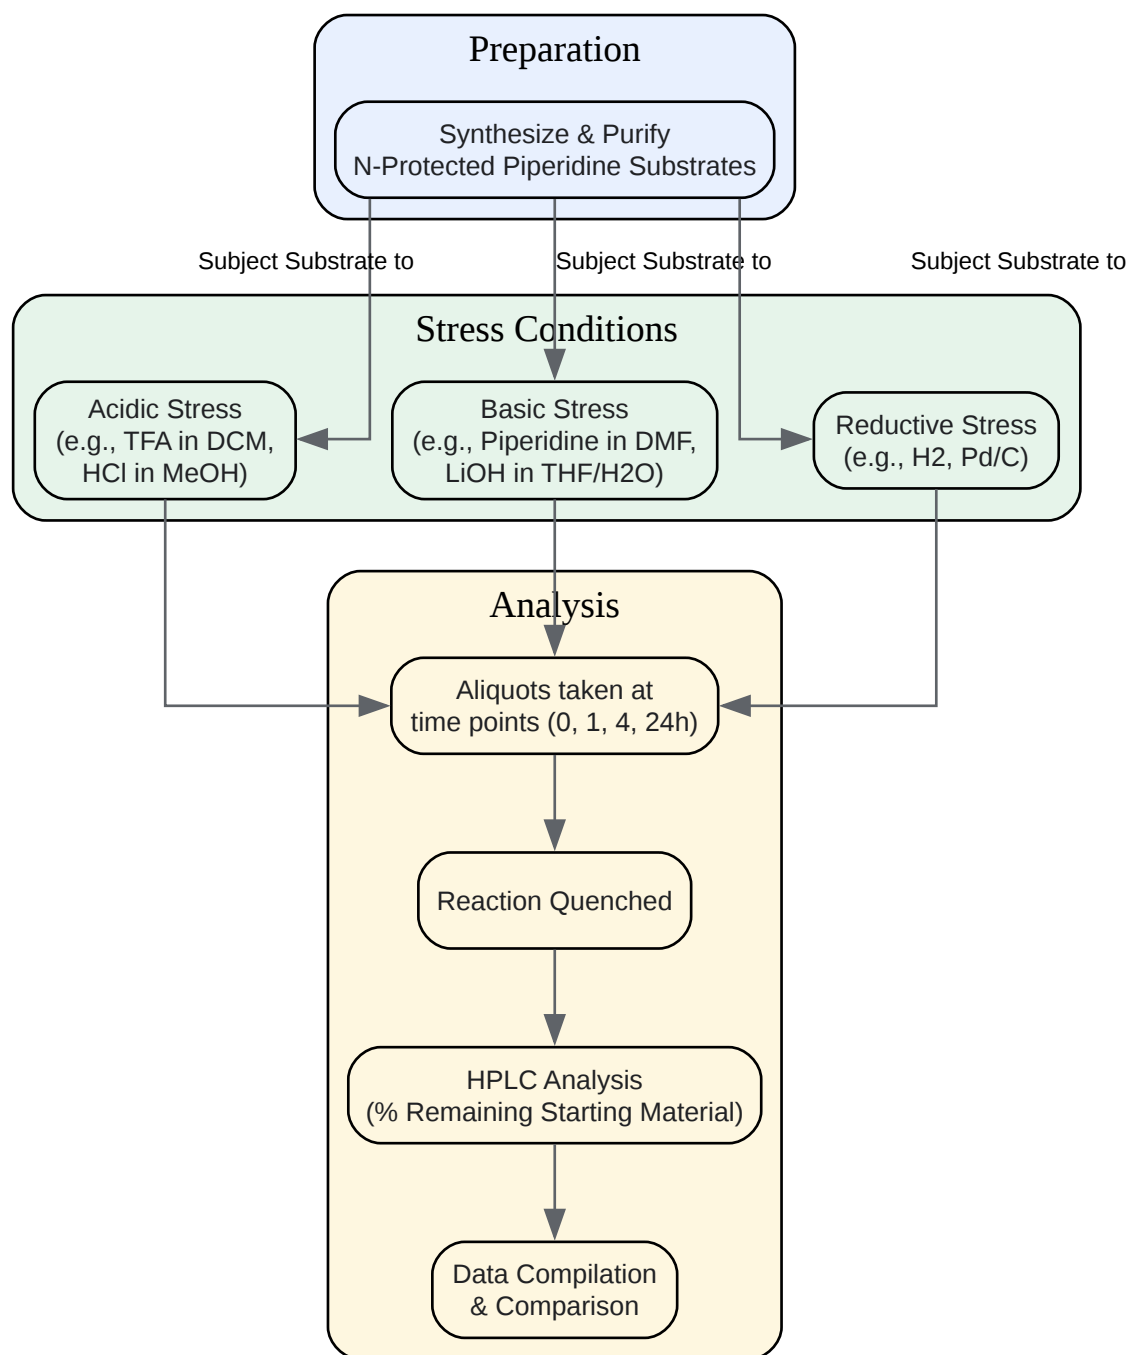 Preparation
Synthesize & Purify
N-Protected Piperidine Substrates
Subject Substrate to
Subject Substrate to
Subject Substrate to
Stress Conditions
Acidic Stress
(e.g., TFA in DCM,
HCl in MeOH)
Basic Stress
(e.g., Piperidine in DMF,
LiOH in THF/H2O)
Reductive Stress
(e.g., H2, Pd/C)
Analysis
Aliquots taken at
time points (0, 1, 4, 24h)
Reaction Quenched
HPLC Analysis
(% Remaining Starting Material)
Data Compilation
& Comparison